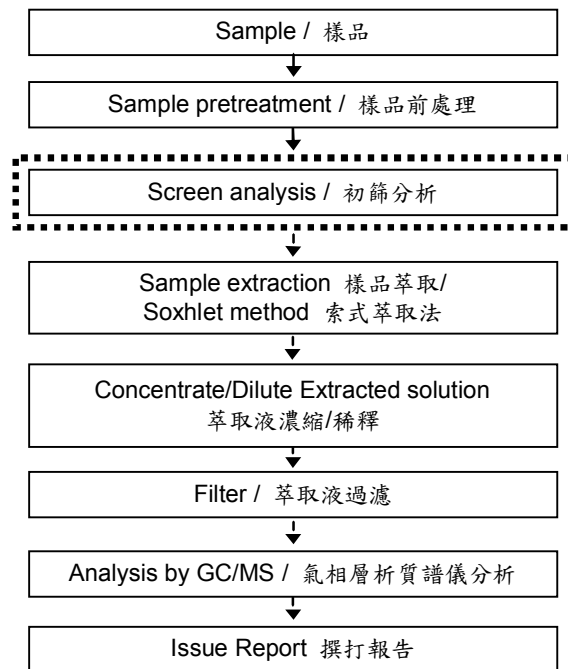 Sample / 樣品
Sample pretreatment / 樣品前處理
Screen analysis / 初篩分析
Sample extraction 樣品萃取/
Soxhlet method 索式萃取法
Concentrate/Dilute Extracted solution
萃取液濃縮/稀釋
Filter / 萃取液過濾
Analysis by GC/MS / 氣相層析質譜儀分析
Issue Report 撰打報告